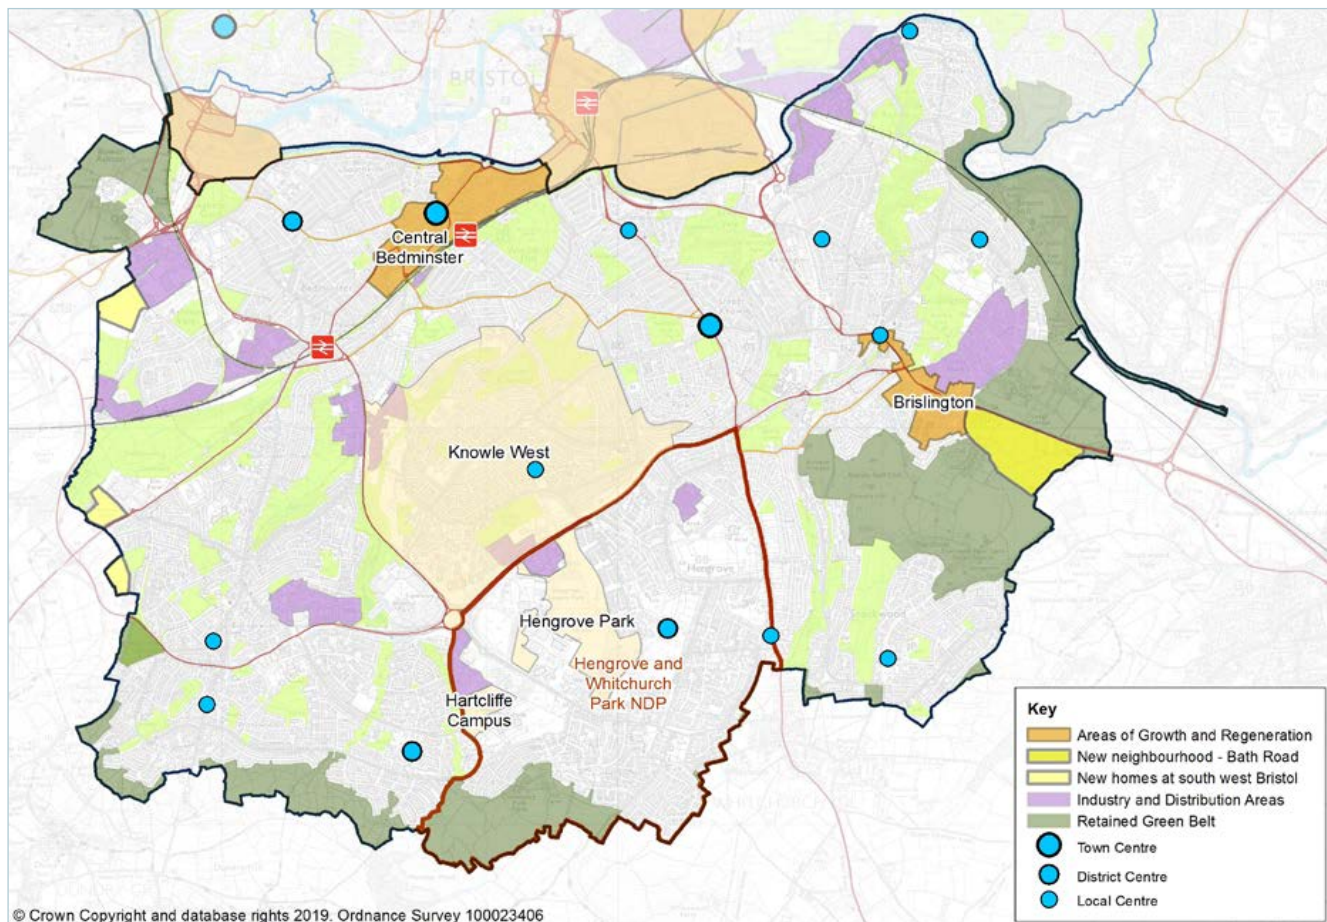 BRISTOL
Central
Bedminster
Brislington
Knowle West
Hengrove
Hengrove Park
Hengrove and
Whitchurch
Park NDP
Hartcliffe
Campus
Key
Areas of Growth and Regeneration
New neighbourhood - Bath Road
New homes at south west Bristol
Industry and Distribution Areas
Retained Green Belt
Town Centre
District Centre
Local Centre
© Crown Copyright and database rights 2019. Ordnance Survey 100023406